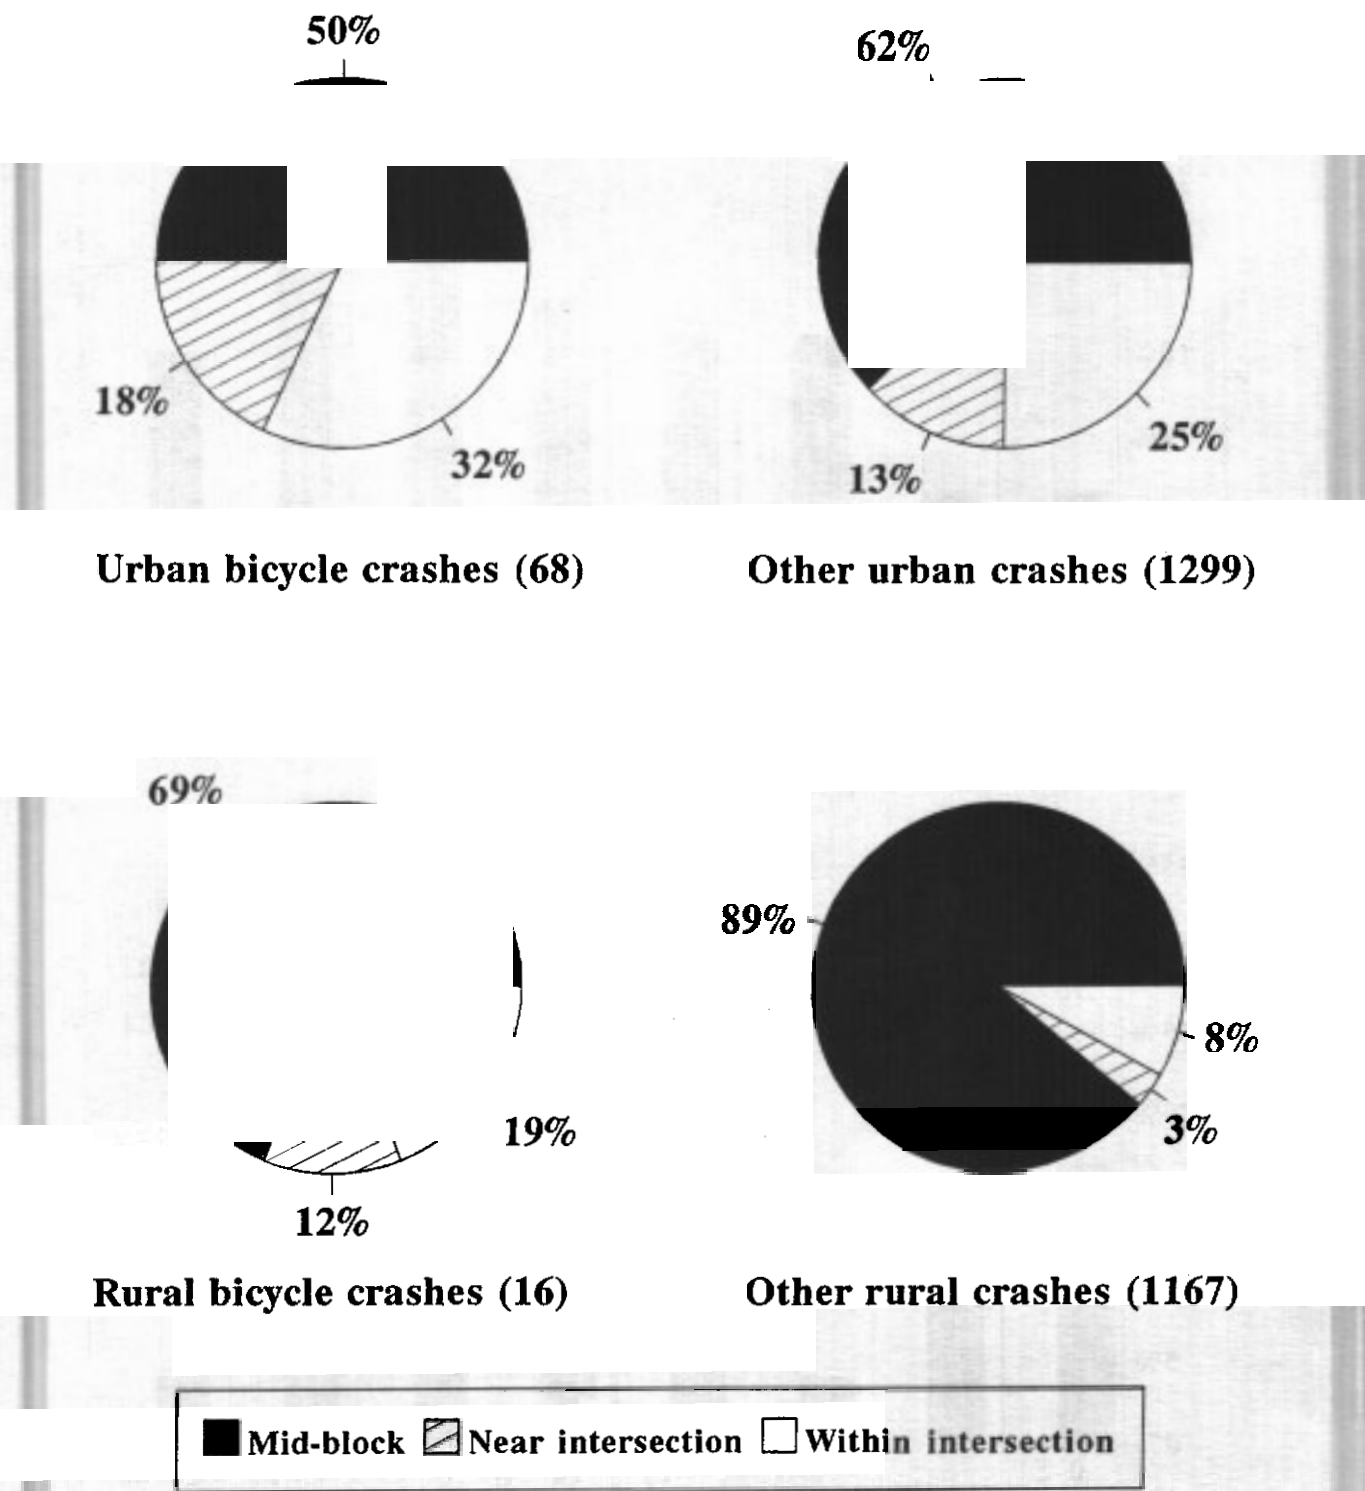 50%
62%
18%
32%
13%
25%
Urban bicycle crashes (68)
Other urban crashes (1299)
69%
89%
8%
19%
3%
12%
Rural bicycle crashes (16)
Other rural crashes (1167)
Mid-block Near intersection Within intersection